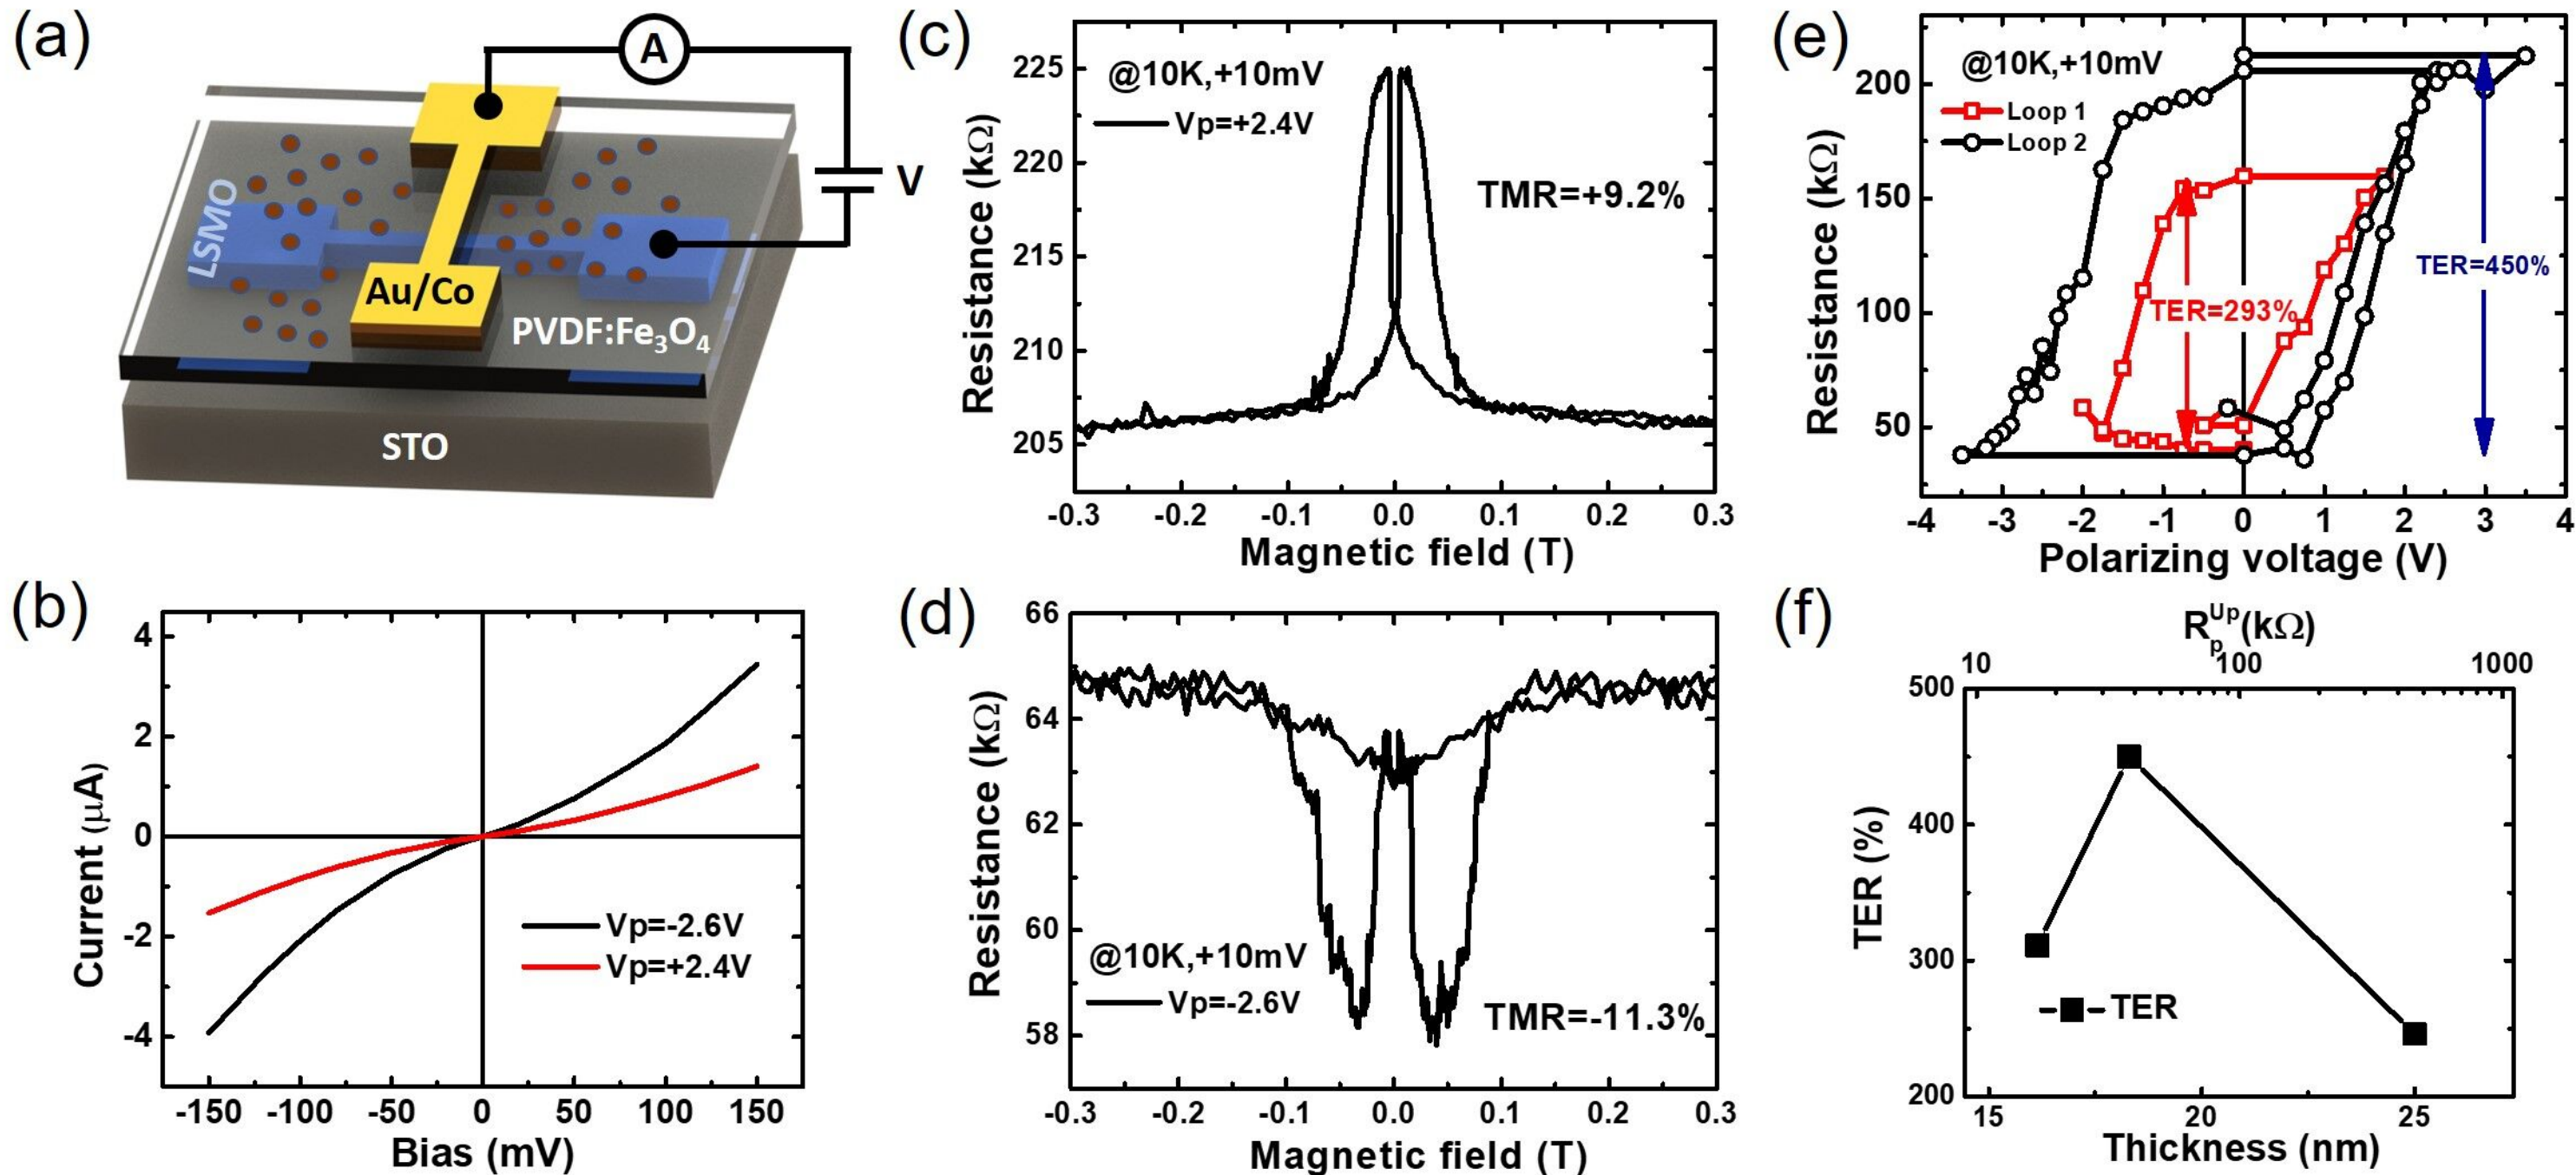 (a)
A
V
LSMO
Au/Co
PVDF:Fe₃O₄
STO
(b)
4
2
0
-2
-4
Current (μA)
Vp=-2.6V
Vp=+2.4V
-150 -100 -50 0 50 100 150
Bias (mV)
(c)
225
220
215
210
205
Resistance (kΩ)
@10K,+10mV
Vp=+2.4V
TMR=+9.2%
-0.3 -0.2 -0.1 0.0 0.1 0.2 0.3
Magnetic field (T)
(d)
66
64
62
60
58
Resistance (kΩ)
@10K,+10mV
Vp=-2.6V
TMR=-11.3%
-0.3 -0.2 -0.1 0.0 0.1 0.2 0.3
Magnetic field (T)
(e)
200
150
100
50
Resistance (kΩ)
@10K,+10mV
Loop 1
Loop 2
TER=450%
TER=293%
-4 -3 -2 -1 0 1 2 3 4
Polarizing voltage (V)
(f)
R_p^Up(kΩ)
10 100 1000
500
400
300
200
TER (%)
TER
15 20 25
Thickness (nm)